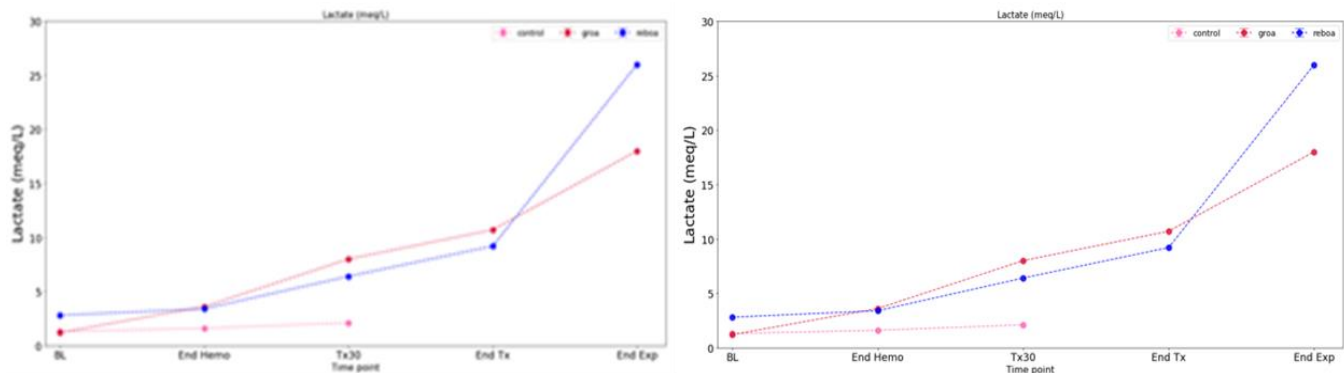 Lactate (meq/L)
control groa reboa
30
25
20
15
10
5
0
Lactate (meq/L)
BL End Hemo Tx30 End Tx End Exp
Time point
Lactate (meq/L)
control groa reboa
30
25
20
15
10
5
0
Lactate (meq/L)
BL End Hemo Tx30 End Tx End Exp
Time point